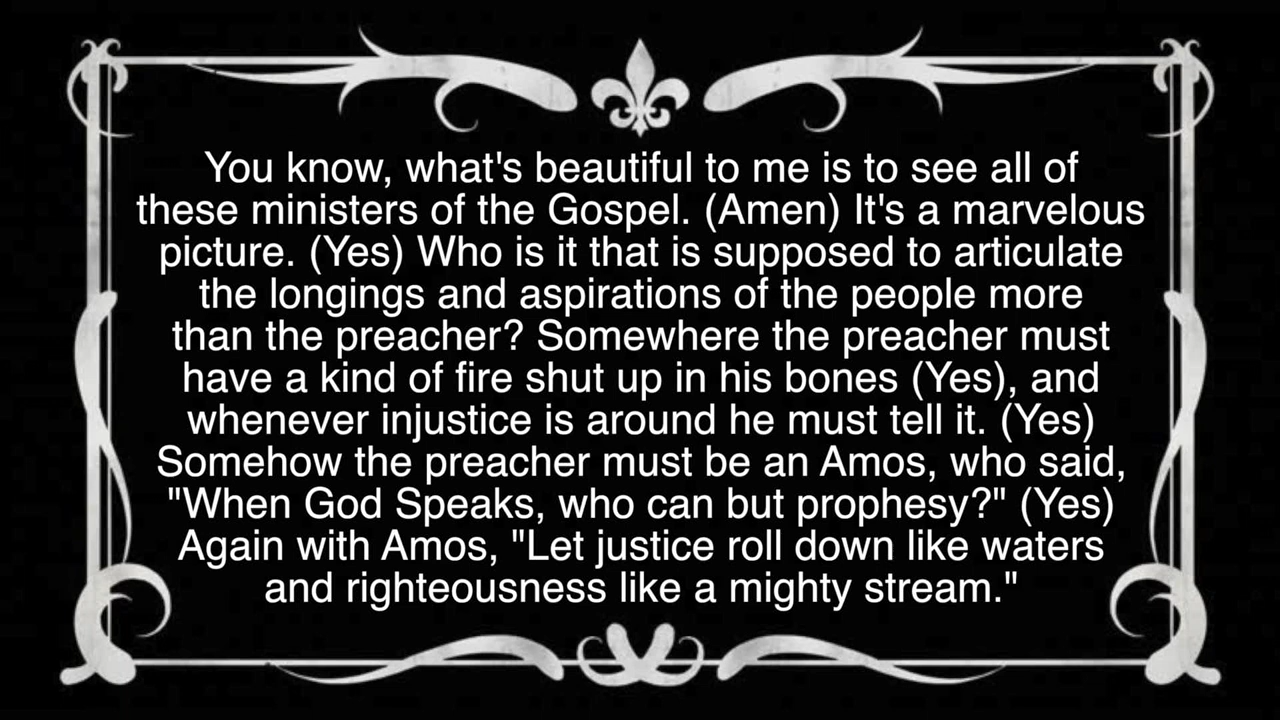 You know, what's beautiful to me is to see all of
these ministers of the Gospel. (Amen) It's a marvelous
picture. (Yes) Who is it that is supposed to articulate
the longings and aspirations of the people more
than the preacher? Somewhere the preacher must
have a kind of fire shut up in his bones (Yes), and
whenever injustice is around he must tell it. (Yes)
Somehow the preacher must be an Amos, who said,
"When God Speaks, who can but prophesy?" (Yes)
Again with Amos, "Let justice roll down like waters
and righteousness like a mighty stream."